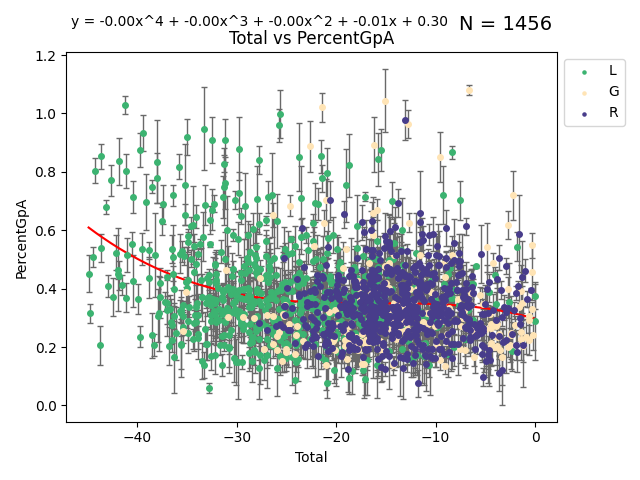 y = -0.00x^4 + -0.00x^3 + -0.00x^2 + -0.01x + 0.30 N = 1456
Total vs PercentGpA
L
G
R
PercentGpA
1.2
1.0
0.8
0.6
0.4
0.2
0.0
−40 −30 −20 −10 0
Total